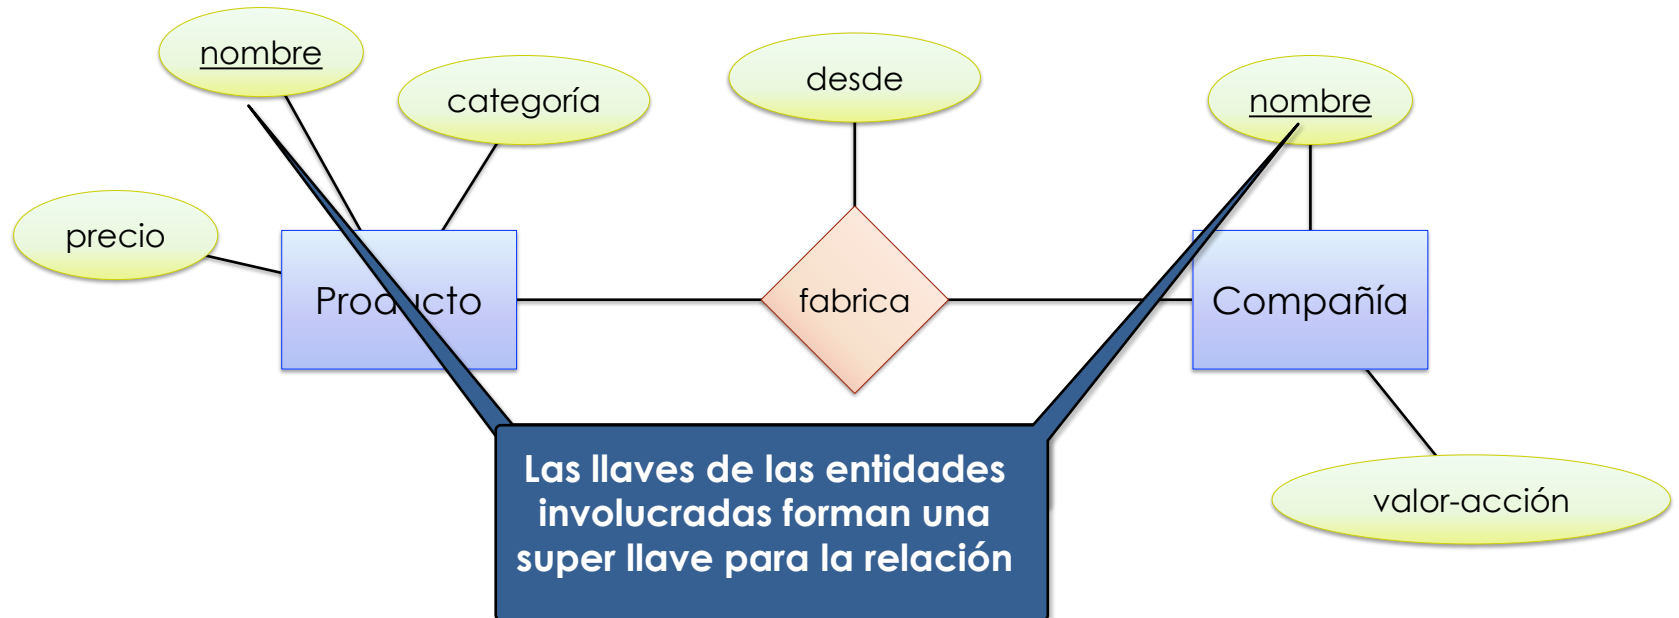 nombre
categoría
desde
nombre
precio
Producto
fabrica
Compañía
Las llaves de las entidades
involucradas forman una
super llave para la relación
valor-acción